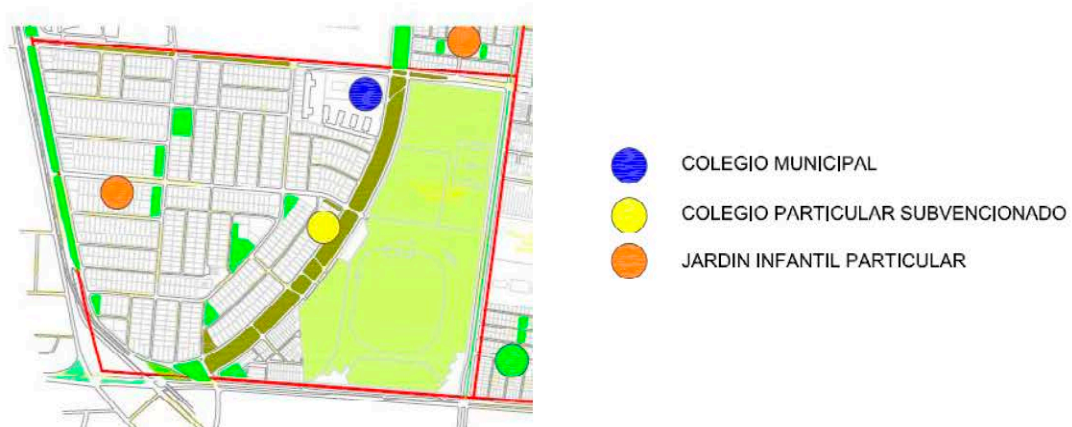 COLEGIO MUNICIPAL
COLEGIO PARTICULAR SUBVENCIONADO
JARDIN INFANTIL PARTICULAR